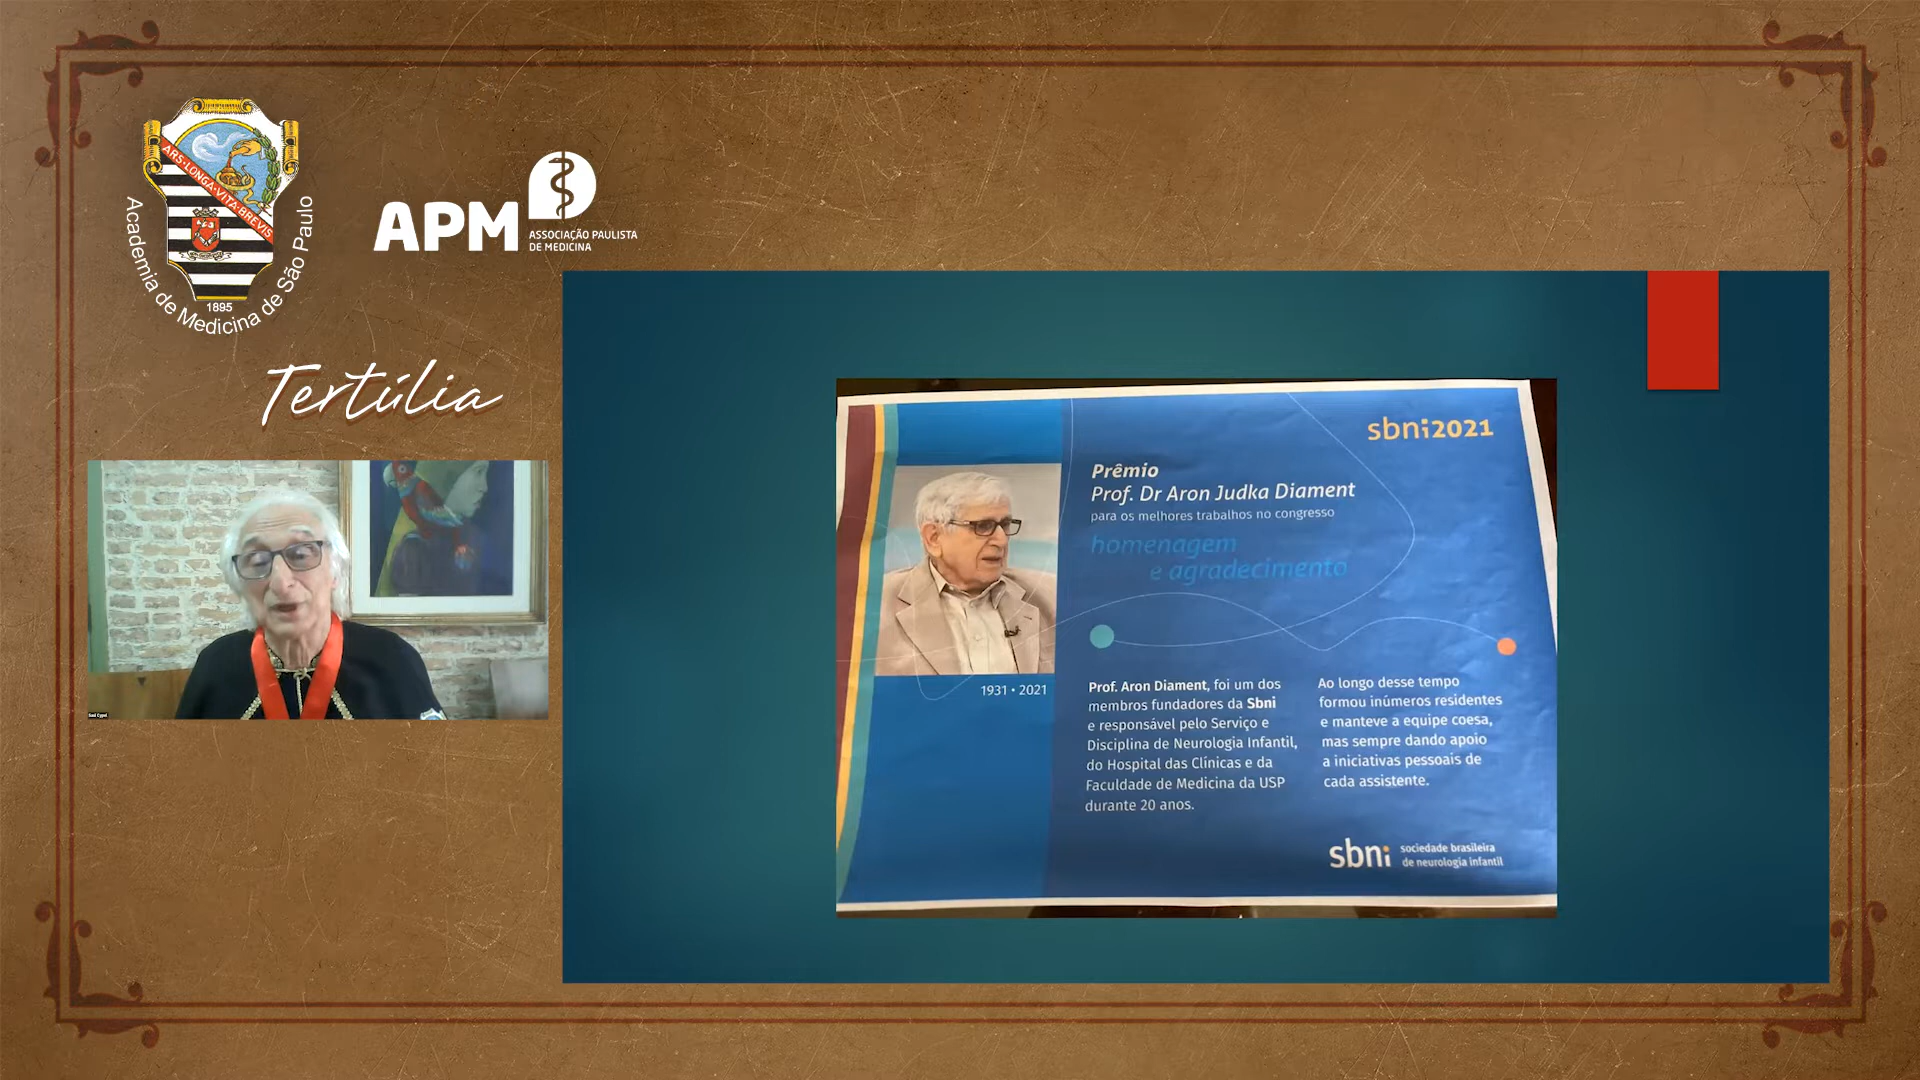 ARS·LONGA·VITA·BREVIS
1895
Academia de Medicina de São Paulo
APM
ASSOCIAÇÃO PAULISTA
DE MEDICINA
Tertúlia
Saul Cypel
sbni2021
Prêmio
Prof. Dr Aron Judka Diament
para os melhores trabalhos no congresso
homenagem
e agradecimento
1931 • 2021
Prof. Aron Diament, foi um dos
membros fundadores da Sbni
e responsável pelo Serviço e
Disciplina de Neurologia Infantil,
do Hospital das Clínicas e da
Faculdade de Medicina da USP
durante 20 anos.
Ao longo desse tempo
formou inúmeros residentes
e manteve a equipe coesa,
mas sempre dando apoio
a iniciativas pessoais de
cada assistente.
sbni
sociedade brasileira
de neurologia infantil